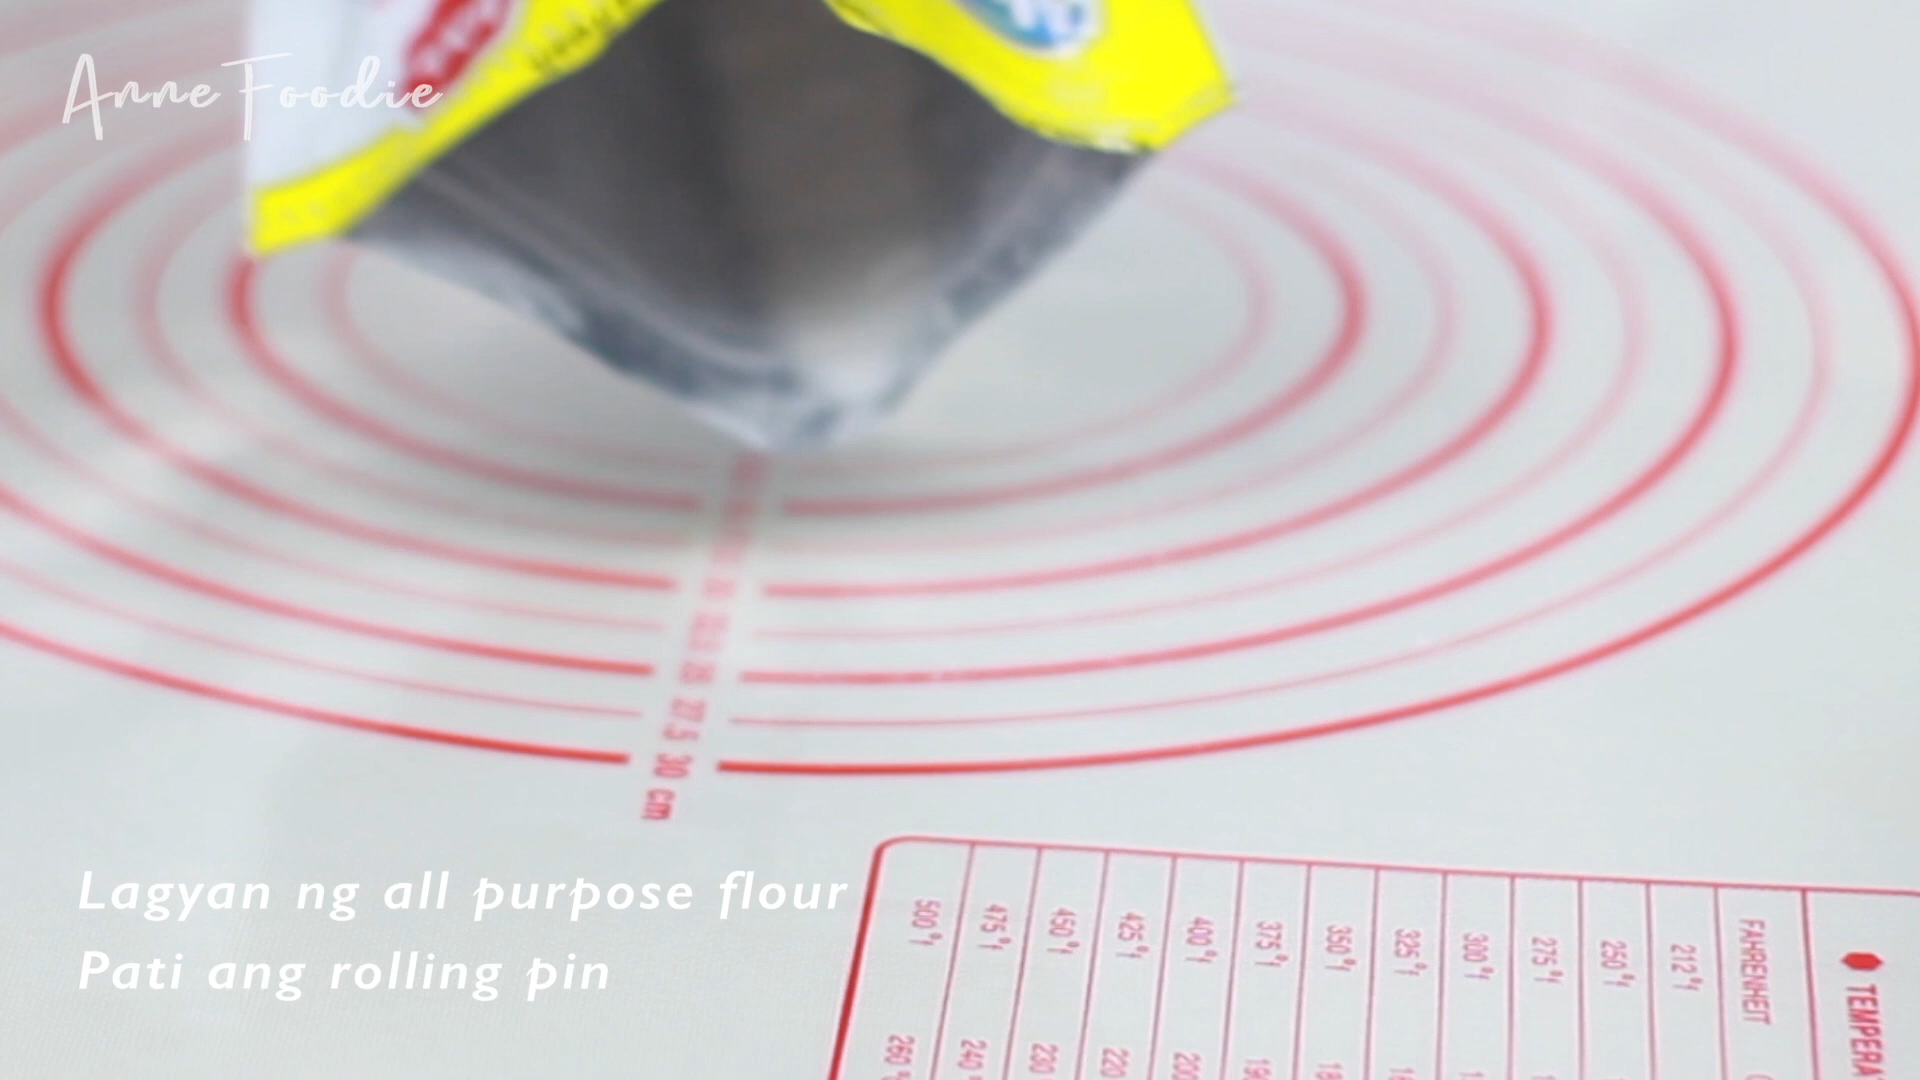 Anne Foodie
27.5 30 cm
Lagyan ng all purpose flour
Pati ang rolling pin
500°f 475°f 450°f 425°f 400°f 375°f 350°f 325°f 300°f 275°f 250°f 212°f FAHRENHEIT
260 240 230 220 200